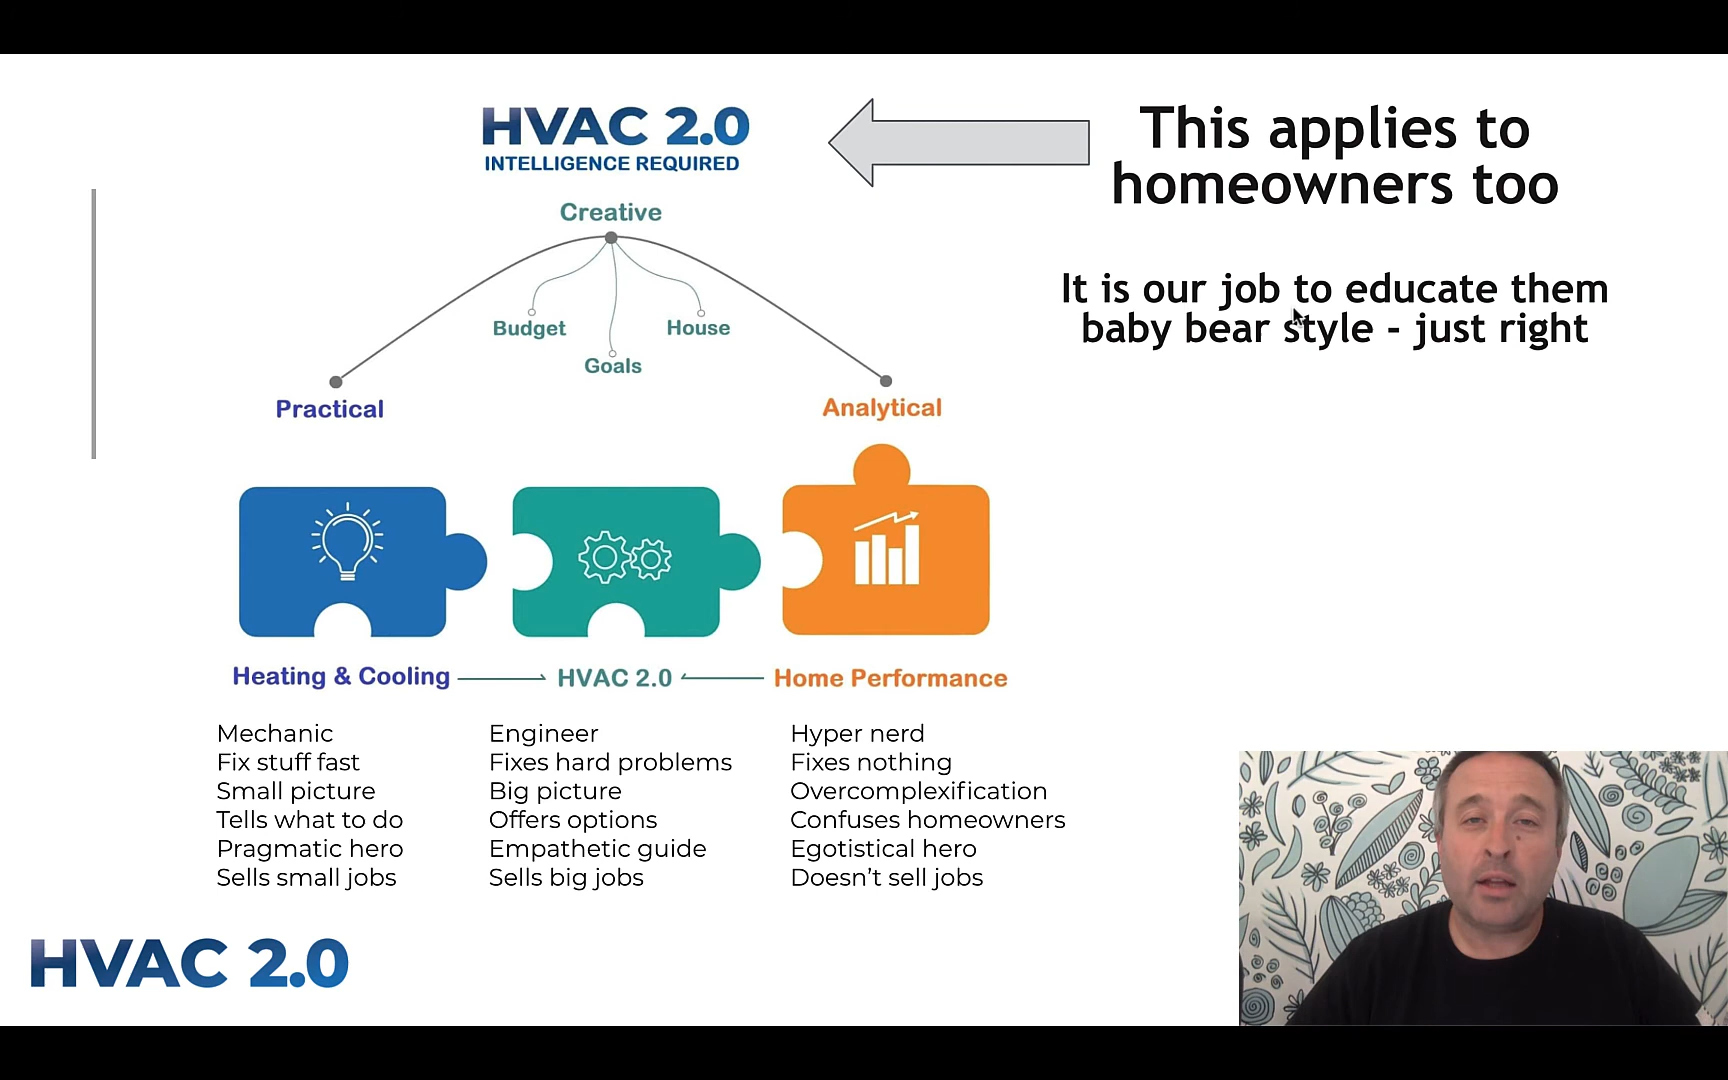 HVAC 2.0
INTELLIGENCE REQUIRED
This applies to
homeowners too
It is our job to educate them
baby bear style - just right
Creative
Budget
House
Goals
Practical
Analytical
Heating & Cooling
HVAC 2.0
Home Performance
Mechanic
Fix stuff fast
Small picture
Tells what to do
Pragmatic hero
Sells small jobs
Engineer
Fixes hard problems
Big picture
Offers options
Empathetic guide
Sells big jobs
Hyper nerd
Fixes nothing
Overcomplexification
Confuses homeowners
Egotistical hero
Doesn't sell jobs
HVAC 2.0